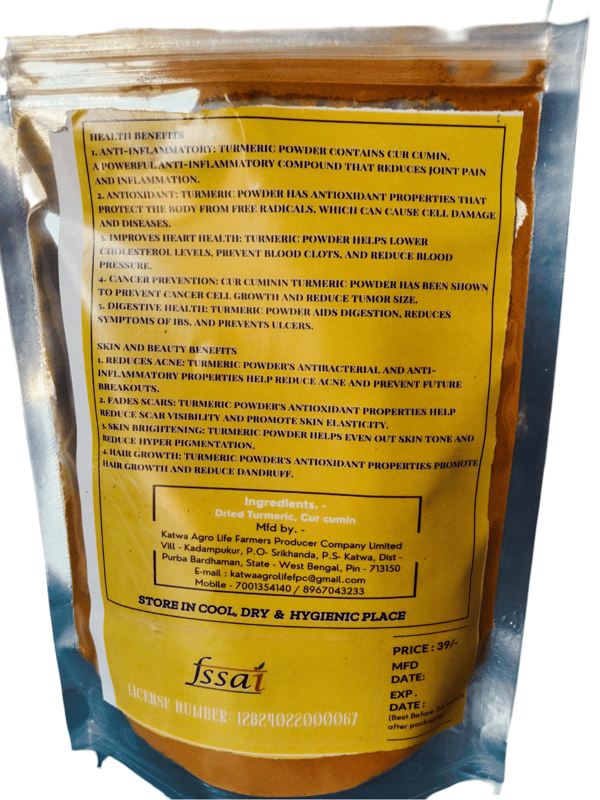 HEALTH BENEFITS
1. ANTI-INFLAMMATORY: TURMERIC POWDER CONTAINS CUR CUMIN,
A POWERFUL ANTI-INFLAMMATORY COMPOUND THAT REDUCES JOINT PAIN
AND INFLAMMATION.
2. ANTIOXIDANT: TURMERIC POWDER HAS ANTIOXIDANT PROPERTIES THAT
PROTECT THE BODY FROM FREE RADICALS, WHICH CAN CAUSE CELL DAMAGE
AND DISEASES.
3. IMPROVES HEART HEALTH: TURMERIC POWDER HELPS LOWER
CHOLESTEROL LEVELS, PREVENT BLOOD CLOTS, AND REDUCE BLOOD
PRESSURE.
4. CANCER PREVENTION: CUR CUMININ TURMERIC POWDER HAS BEEN SHOWN
TO PREVENT CANCER CELL GROWTH AND REDUCE TUMOR SIZE.
5. DIGESTIVE HEALTH: TURMERIC POWDER AIDS DIGESTION, REDUCES
SYMPTOMS OF IBS, AND PREVENTS ULCERS.
SKIN AND BEAUTY BENEFITS
1. REDUCES ACNE: TURMERIC POWDER'S ANTIBACTERIAL AND ANTI-
INFLAMMATORY PROPERTIES HELP REDUCE ACNE AND PREVENT FUTURE
BREAKOUTS.
2. FADES SCARS: TURMERIC POWDER'S ANTIOXIDANT PROPERTIES HELP
REDUCE SCAR VISIBILITY AND PROMOTE SKIN ELASTICITY.
3. SKIN BRIGHTENING: TURMERIC POWDER HELPS EVEN OUT SKIN TONE AND
REDUCE HYPER PIGMENTATION.
4. HAIR GROWTH: TURMERIC POWDER'S ANTIOXIDANT PROPERTIES PROMOTE
HAIR GROWTH AND REDUCE DANDRUFF.
Ingredients. -
Dried Turmeric, Cur cumin
Mfd by. -
Katwa Agro Life Farmers Producer Company Limited
Vill - Kadampukur, P.O- Srikhanda, P.S- Katwa, Dist -
Purba Bardhaman, State - West Bengal, Pin - 713150
E-mail : katwaagrolifefpc@gmail.com
Mobile - 7001354140 / 8967043233
STORE IN COOL, DRY & HYGIENIC PLACE
fssai
LICENSE NUMBER: 12824022000067
PRICE : 39/-
MFD
DATE:
EXP.
DATE :
(Best Before
after packaging)